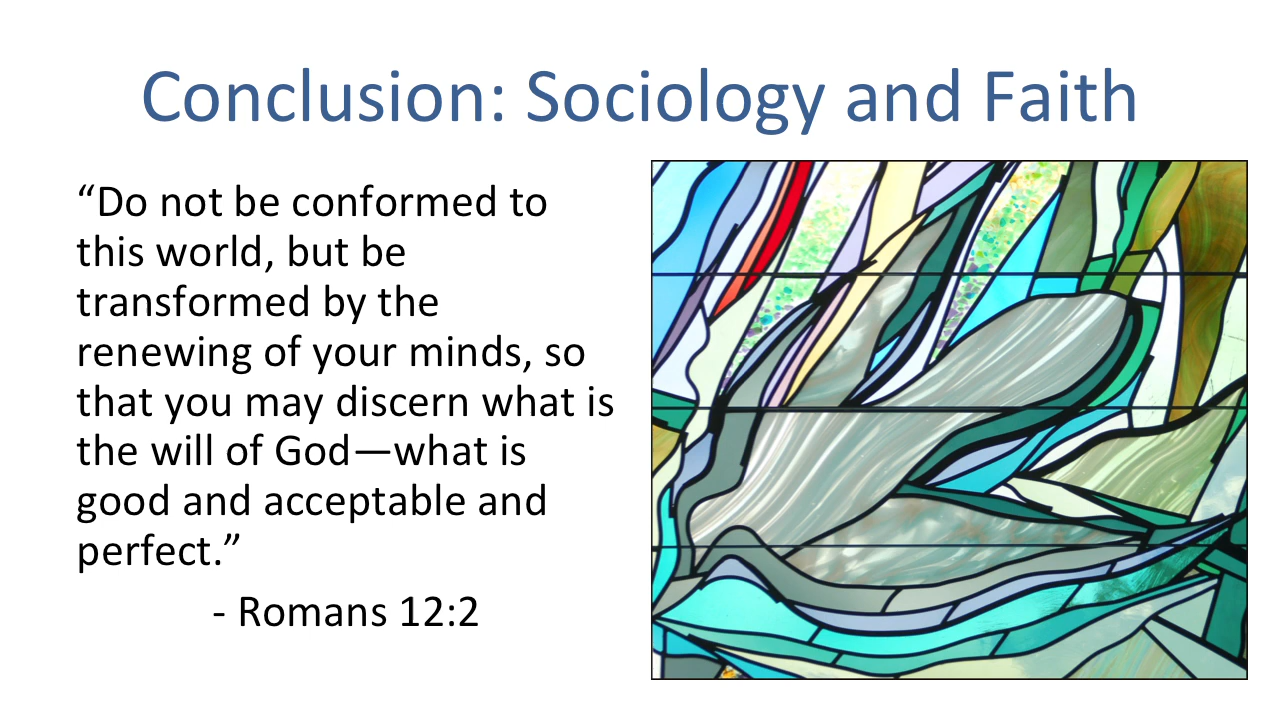 Conclusion: Sociology and Faith
“Do not be conformed to
this world, but be
transformed by the
renewing of your minds, so
that you may discern what is
the will of God—what is
good and acceptable and
perfect.”
- Romans 12:2